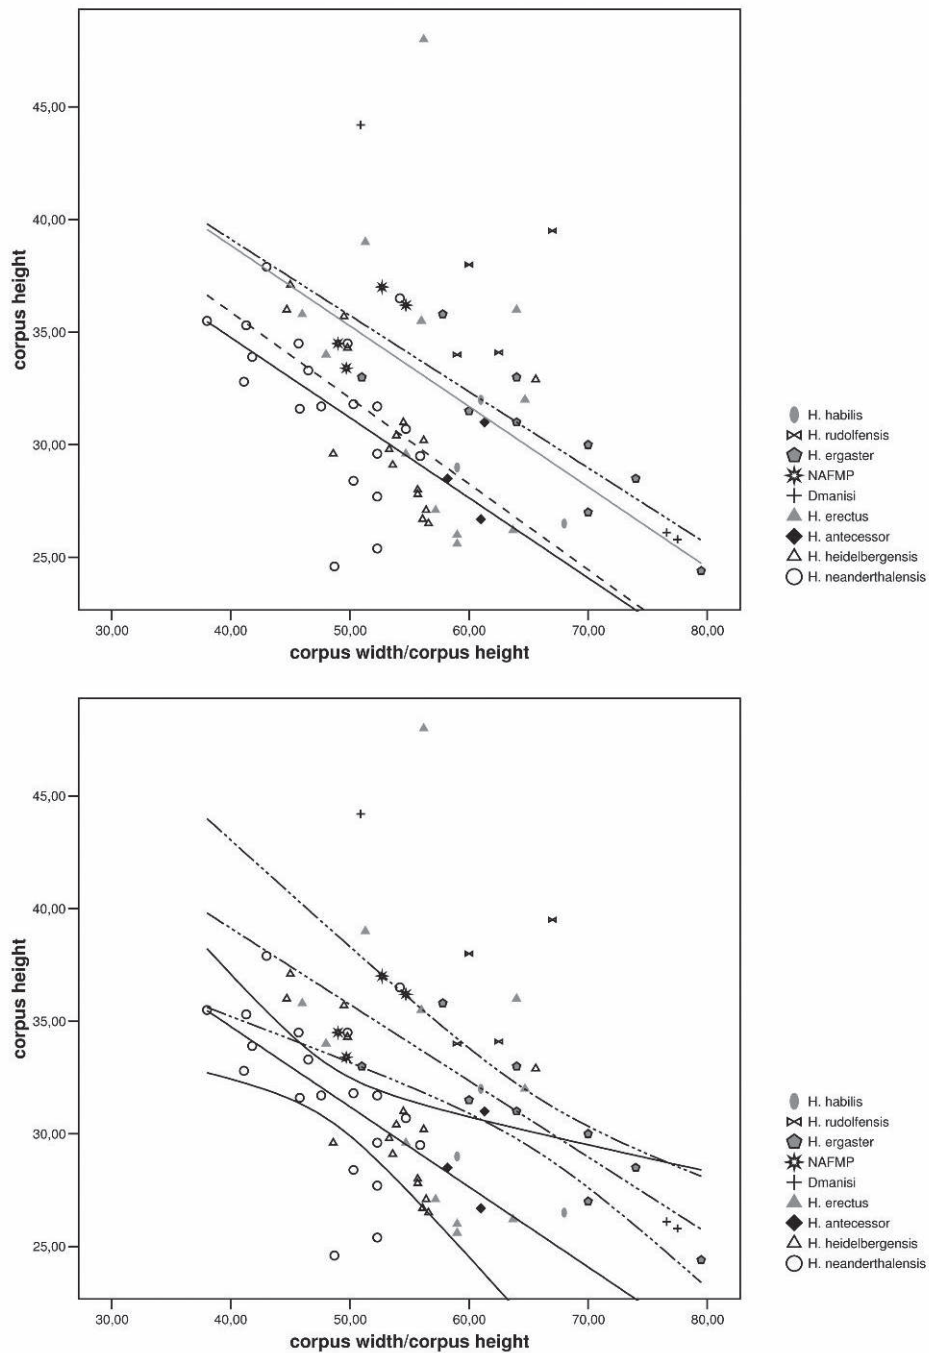 45,00
40,00
35,00
30,00
25,00
corpus height
30,00 40,00 50,00 60,00 70,00 80,00
corpus width/corpus height
H. habilis
H. rudolfensis
H. ergaster
NAFMP
Dmanisi
H. erectus
H. antecessor
H. heidelbergensis
H. neanderthalensis
45,00
40,00
35,00
30,00
25,00
corpus height
30,00 40,00 50,00 60,00 70,00 80,00
corpus width/corpus height
H. habilis
H. rudolfensis
H. ergaster
NAFMP
Dmanisi
H. erectus
H. antecessor
H. heidelbergensis
H. neanderthalensis